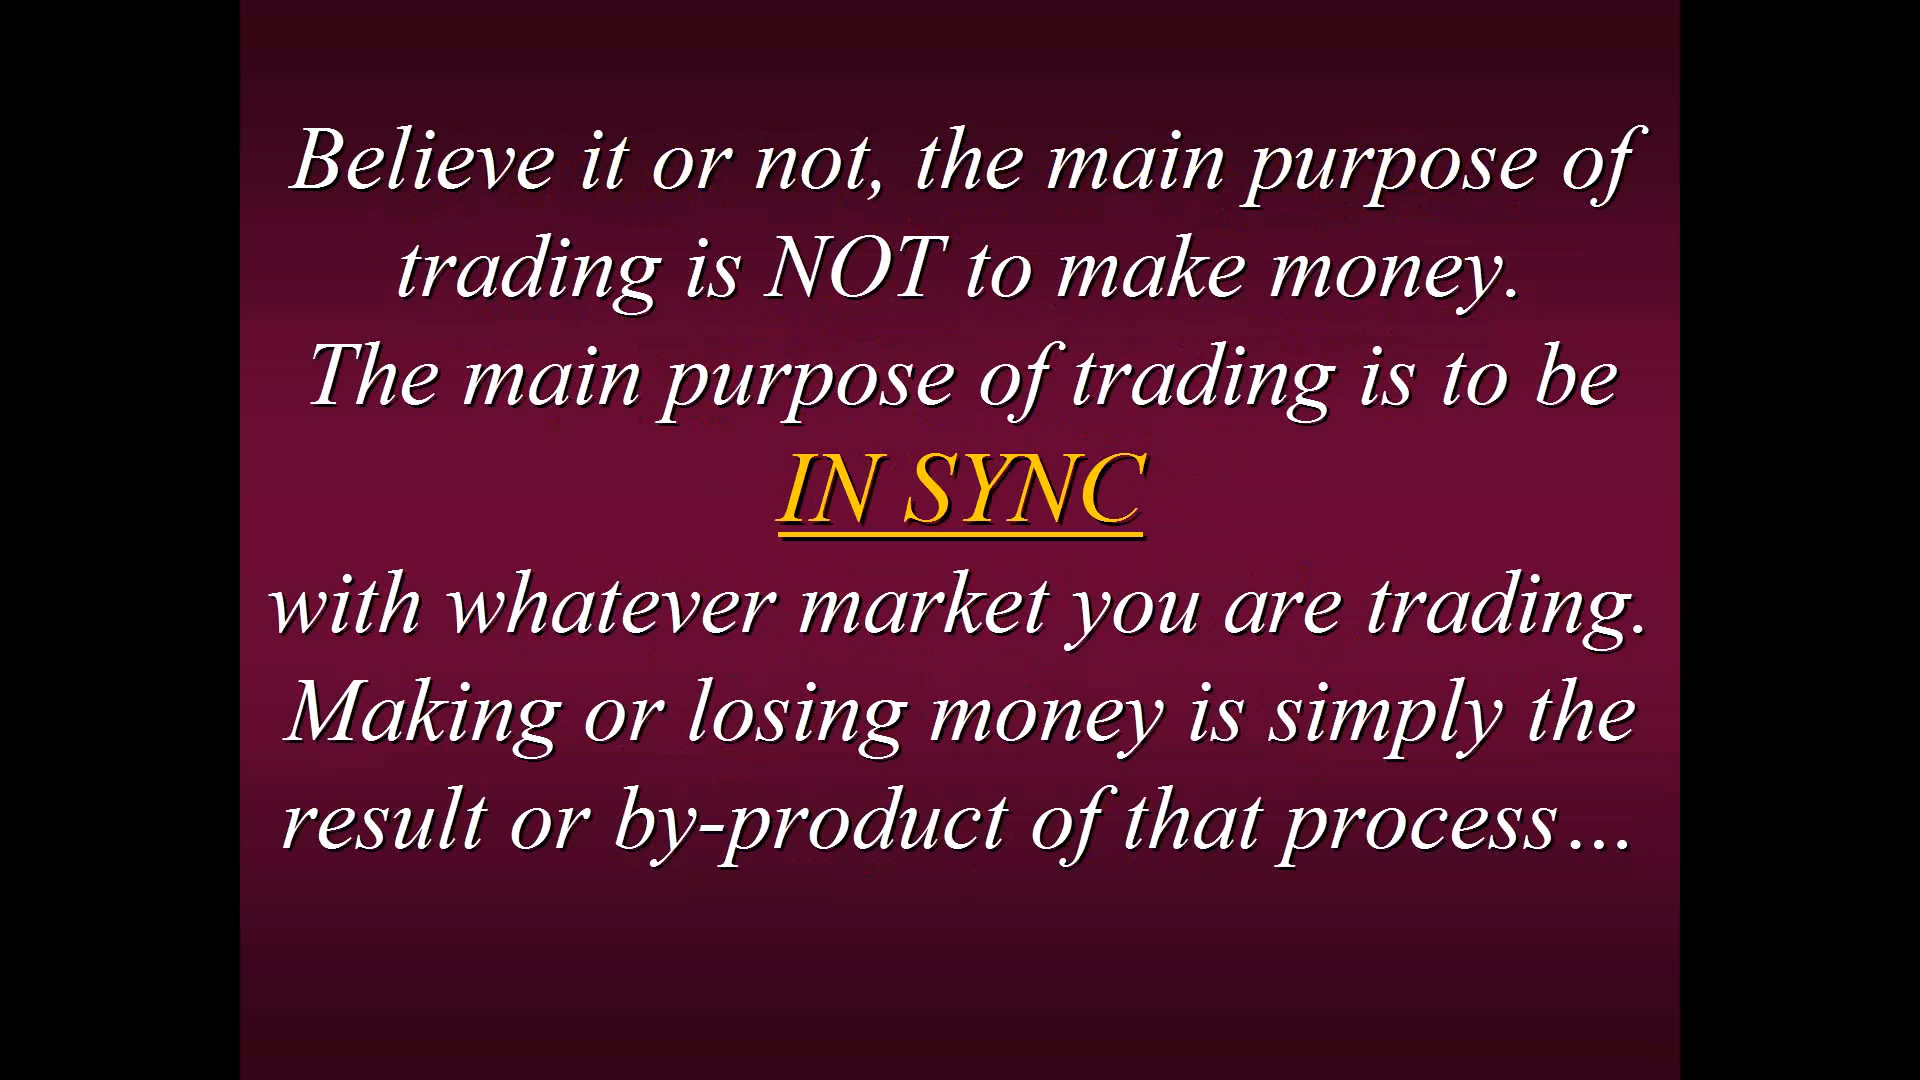 Believe it or not, the main purpose of
trading is NOT to make money.
The main purpose of trading is to be
IN SYNC
with whatever market you are trading.
Making or losing money is simply the
result or by-product of that process…